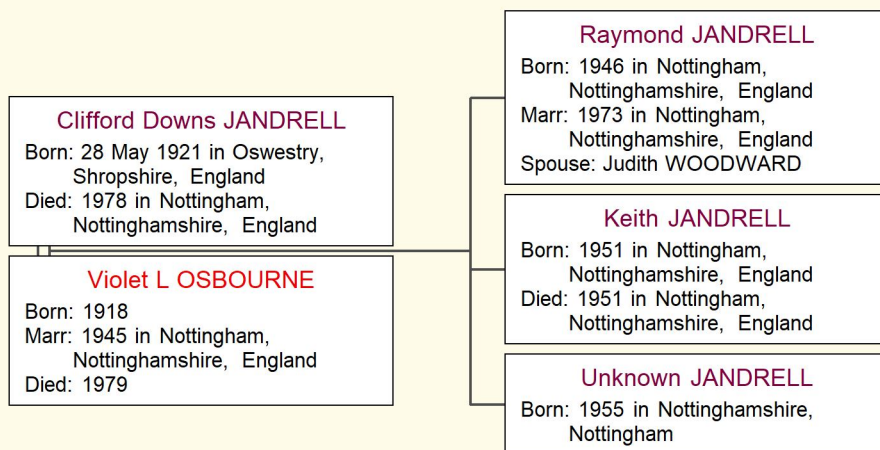 Clifford Downs JANDRELL
Born: 28 May 1921 in Oswestry,
Shropshire, England
Died: 1978 in Nottingham,
Nottinghamshire, England
Violet L OSBOURNE
Born: 1918
Marr: 1945 in Nottingham,
Nottinghamshire, England
Died: 1979
Raymond JANDRELL
Born: 1946 in Nottingham,
Nottinghamshire, England
Marr: 1973 in Nottingham,
Nottinghamshire, England
Spouse: Judith WOODWARD
Keith JANDRELL
Born: 1951 in Nottingham,
Nottinghamshire, England
Died: 1951 in Nottingham,
Nottinghamshire, England
Unknown JANDRELL
Born: 1955 in Nottinghamshire,
Nottingham